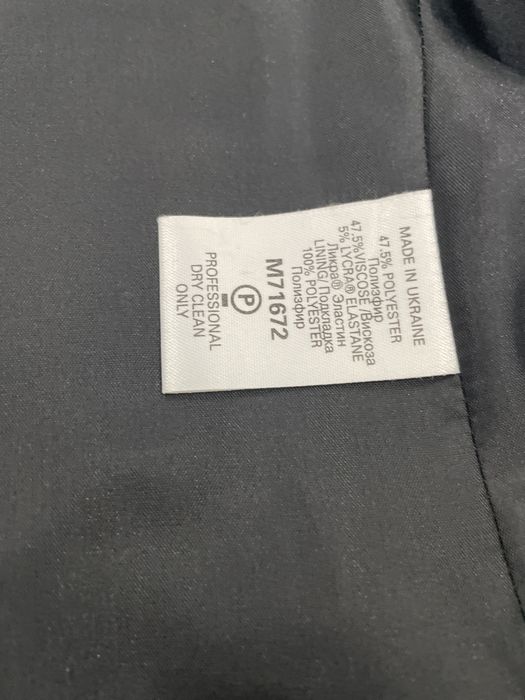 MADE IN UKRAINE
47.5% POLYESTER
Полиэфир
47,5%VISCOSE/Вискоза
5% LYCRA® ELASTANE
Ликра® Эластин
LINING/Подкладка
100% POLYESTER
Полиэфир
M71672
P
PROFESSIONAL
DRY CLEAN
ONLY